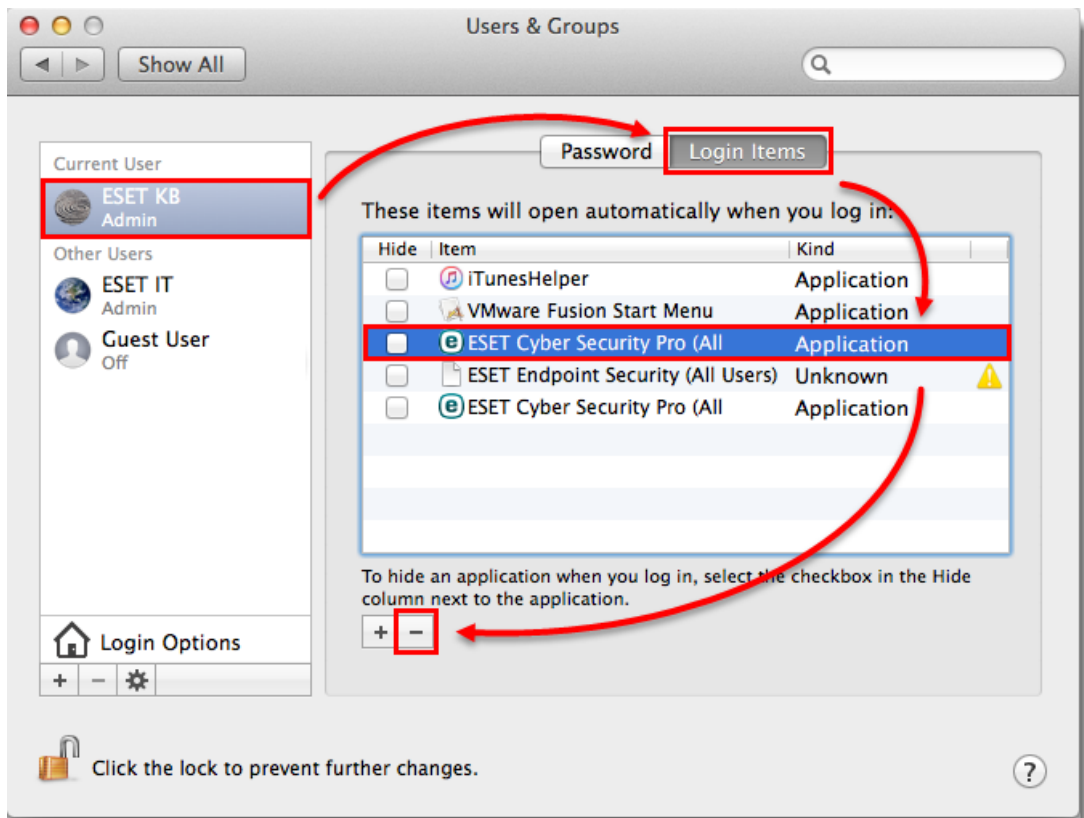 Users & Groups
Show All
Current User
ESET KB
Admin
Other Users
ESET IT
Admin
Guest User
Off
Login Options
+ −
Password Login Items
These items will open automatically when you log in:
Hide Item Kind
iTunesHelper Application
VMware Fusion Start Menu Application
ESET Cyber Security Pro (All Application
ESET Endpoint Security (All Users) Unknown
ESET Cyber Security Pro (All Application
To hide an application when you log in, select the checkbox in the Hide
column next to the application.
+ −
Click the lock to prevent further changes.
?